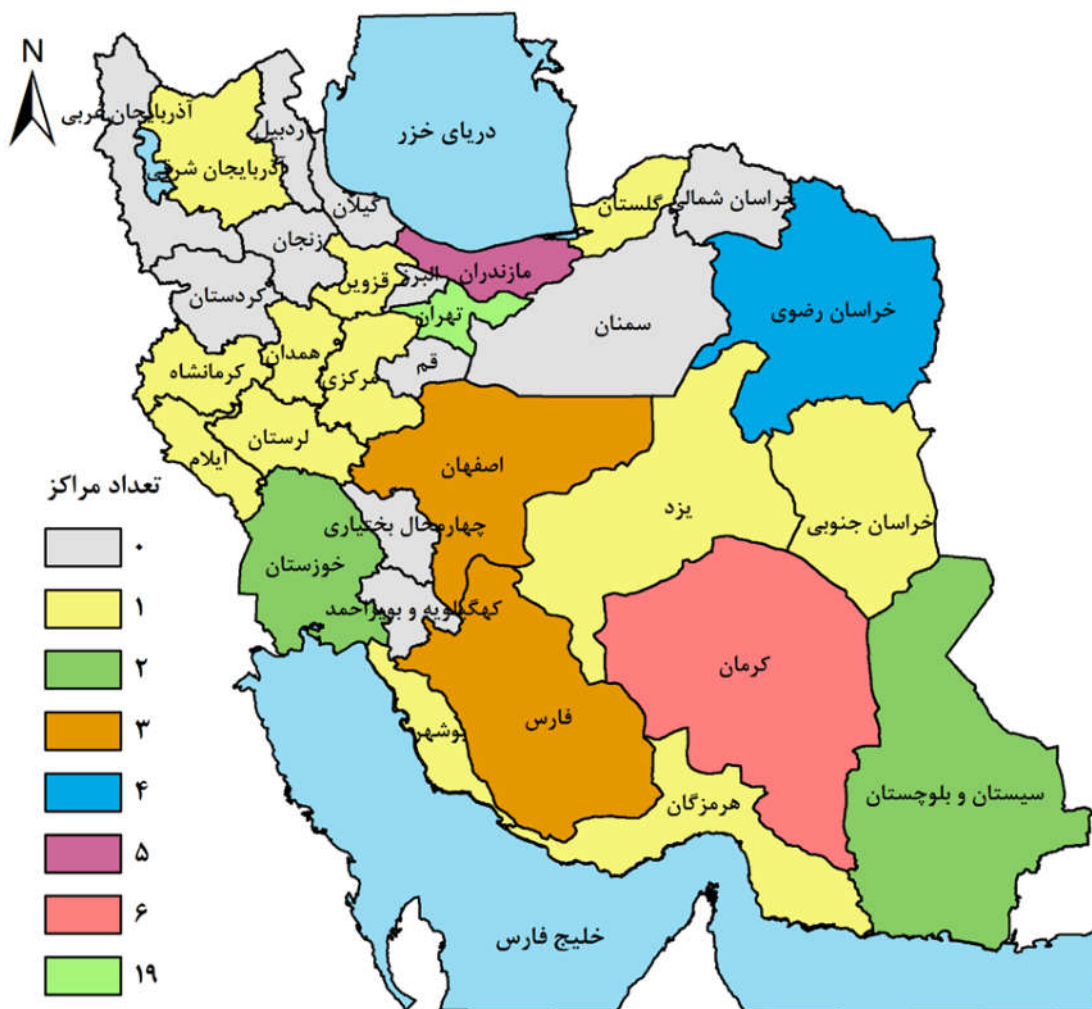 N
دریای خزر
آذربایجان غربی
اردبیل
آذربایجان شرقی
گیلان
گلستان
خراسان شمالی
زنجان
مازندران
البرز
قزوین
کردستان
تهران
سمنان
خراسان رضوی
همدان
قم
کرمانشاه
مرکزی
لرستان
ایلام
اصفهان
یزد
خراسان جنوبی
چهارمحال بختیاری
خوزستان
کهگیلویه و بویراحمد
کرمان
فارس
بوشهر
هرمزگان
سیستان و بلوچستان
خلیج فارس
تعداد مراکز
۰
۱
۲
۳
۴
۵
۶
۱۹